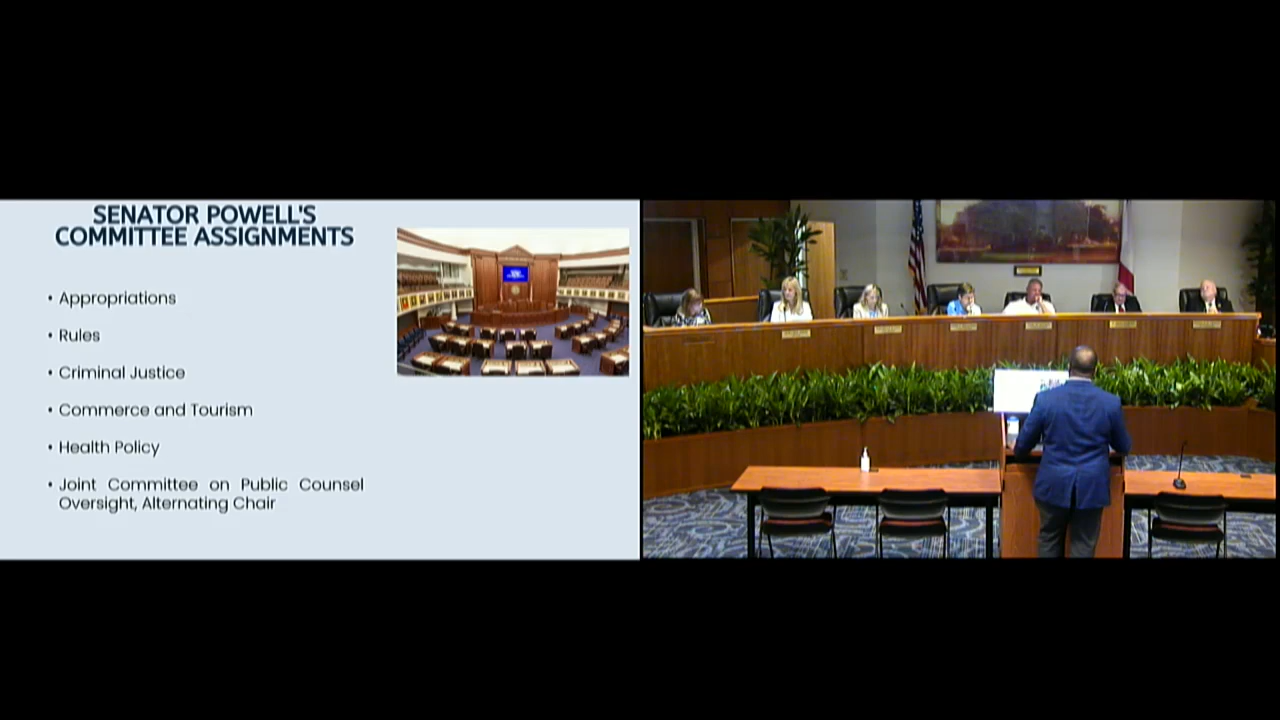 SENATOR POWELL'S
COMMITTEE ASSIGNMENTS
• Appropriations
• Rules
• Criminal Justice
• Commerce and Tourism
• Health Policy
• Joint Committee on Public Counsel
Oversight, Alternating Chair